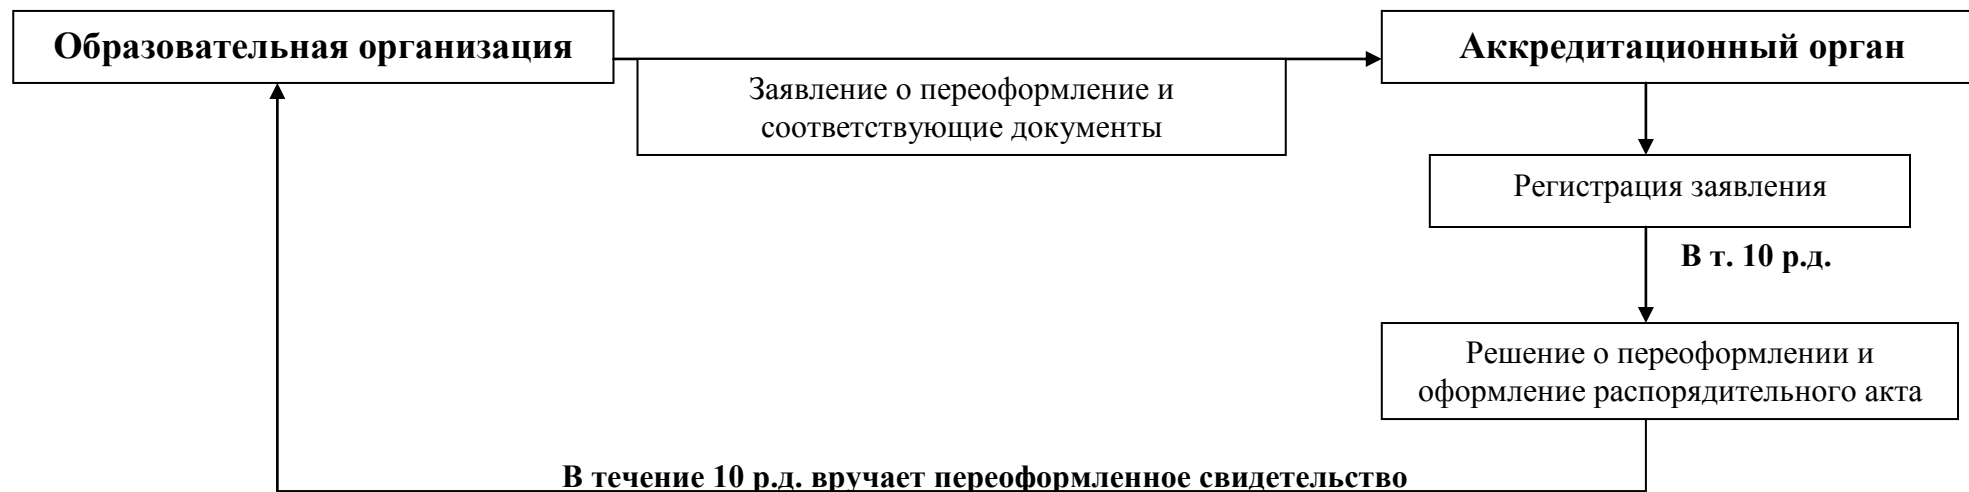 Образовательная организация
Аккредитационный орган
Заявление о переоформление и
соответствующие документы
Регистрация заявления
В т. 10 р.д.
Решение о переоформлении и
оформление распорядительного акта
В течение 10 р.д. вручает переоформленное свидетельство